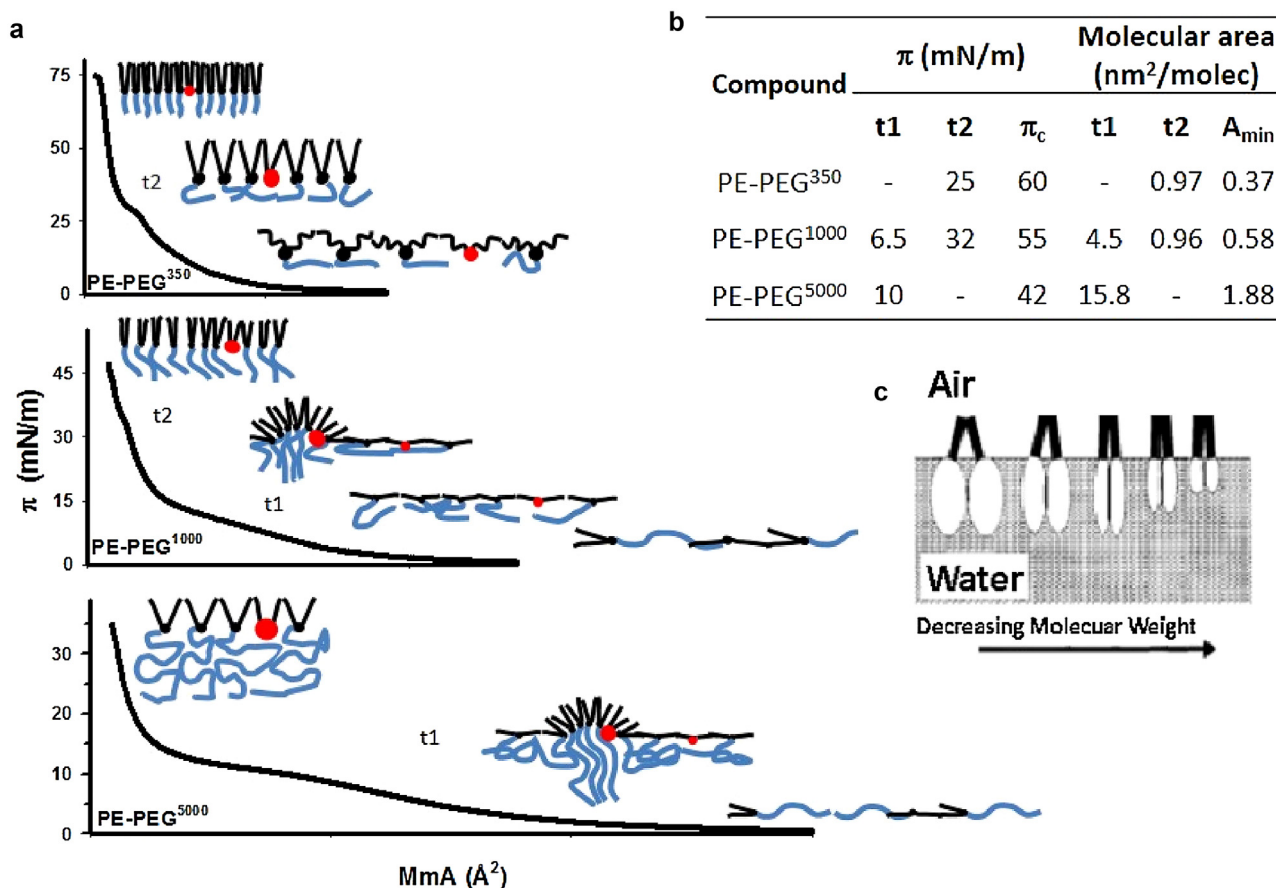 a
75
50
t2
25
PE-PEG350
0
45
t2
30
t1
15
PE-PEG1000
0
π (mN/m)
30
20
t1
10
PE-PEG5000
0
MmA (Å²)
b
Compound π (mN/m) Molecular area
(nm²/molec)
t1 t2 πc t1 t2 Amin
PE-PEG350 - 25 60 - 0.97 0.37
PE-PEG1000 6.5 32 55 4.5 0.96 0.58
PE-PEG5000 10 - 42 15.8 - 1.88
c
Air
Water
Decreasing Molecuar Weight